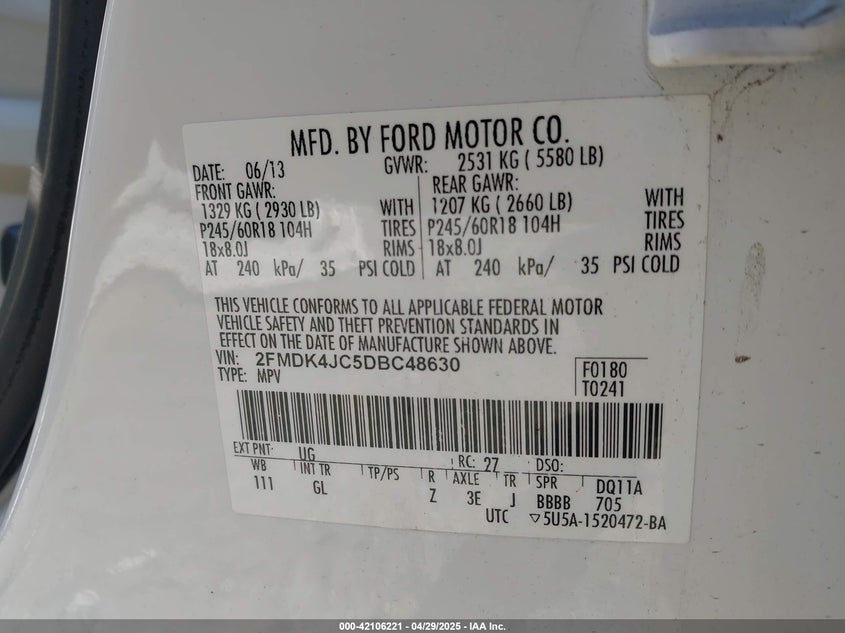 MFD. BY FORD MOTOR CO.
DATE: 06/13 GVWR: 2531 KG ( 5580 LB)
FRONT GAWR: REAR GAWR:
1329 KG ( 2930 LB) WITH 1207 KG ( 2660 LB) WITH
P245/60R18 104H TIRES P245/60R18 104H TIRES
18x8.0J RIMS 18x8.0J RIMS
AT 240 kPa/ 35 PSI COLD AT 240 kPa/ 35 PSI COLD
THIS VEHICLE CONFORMS TO ALL APPLICABLE FEDERAL MOTOR
VEHICLE SAFETY AND THEFT PREVENTION STANDARDS IN
EFFECT ON THE DATE OF MANUFACTURE SHOWN ABOVE.
VIN: 2FMDK4JC5DBC48630 F0180
TYPE: MPV T0241
EXT PNT: UG RC: 27 DSO:
WB INT TR TP/PS R AXLE TR SPR DQ11A
111 GL Z 3E J BBBB 705
UTC ▽5U5A-1520472-BA
000-42106221 - 04/29/2025 - IAA Inc.